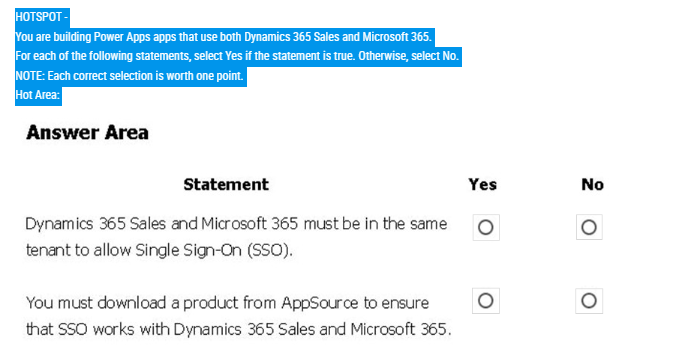 HOTSPOT -
You are building Power Apps apps that use both Dynamics 365 Sales and Microsoft 365.
For each of the following statements, select Yes if the statement is true. Otherwise, select No.
NOTE: Each correct selection is worth one point.
Hot Area:
Answer Area
Statement Yes No
Dynamics 365 Sales and Microsoft 365 must be in the same
tenant to allow Single Sign-On (SSO).
You must download a product from AppSource to ensure
that SSO works with Dynamics 365 Sales and Microsoft 365.